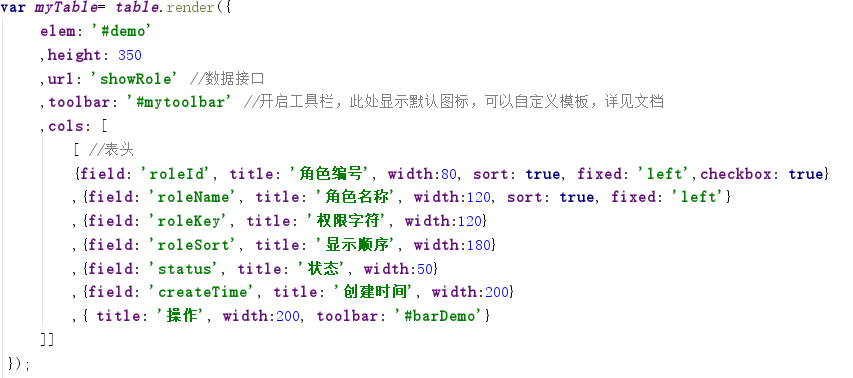 var myTable= table.render({
elem: '#demo'
,height: 350
,url: 'showRole' //数据接口
,toolbar: '#mytoolbar' //开启工具栏，此处显示默认图标，可以自定义模板，详见文档
,cols: [
[ //表头
{field: 'roleId', title: '角色编号', width:80, sort: true, fixed: 'left',checkbox: true}
,{field: 'roleName', title: '角色名称', width:120, sort: true, fixed: 'left'}
,{field: 'roleKey', title: '权限字符', width:120}
,{field: 'roleSort', title: '显示顺序', width:180}
,{field: 'status', title: '状态', width:50}
,{field: 'createTime', title: '创建时间', width:200}
,{ title: '操作', width:200, toolbar: '#barDemo'}
]]
});